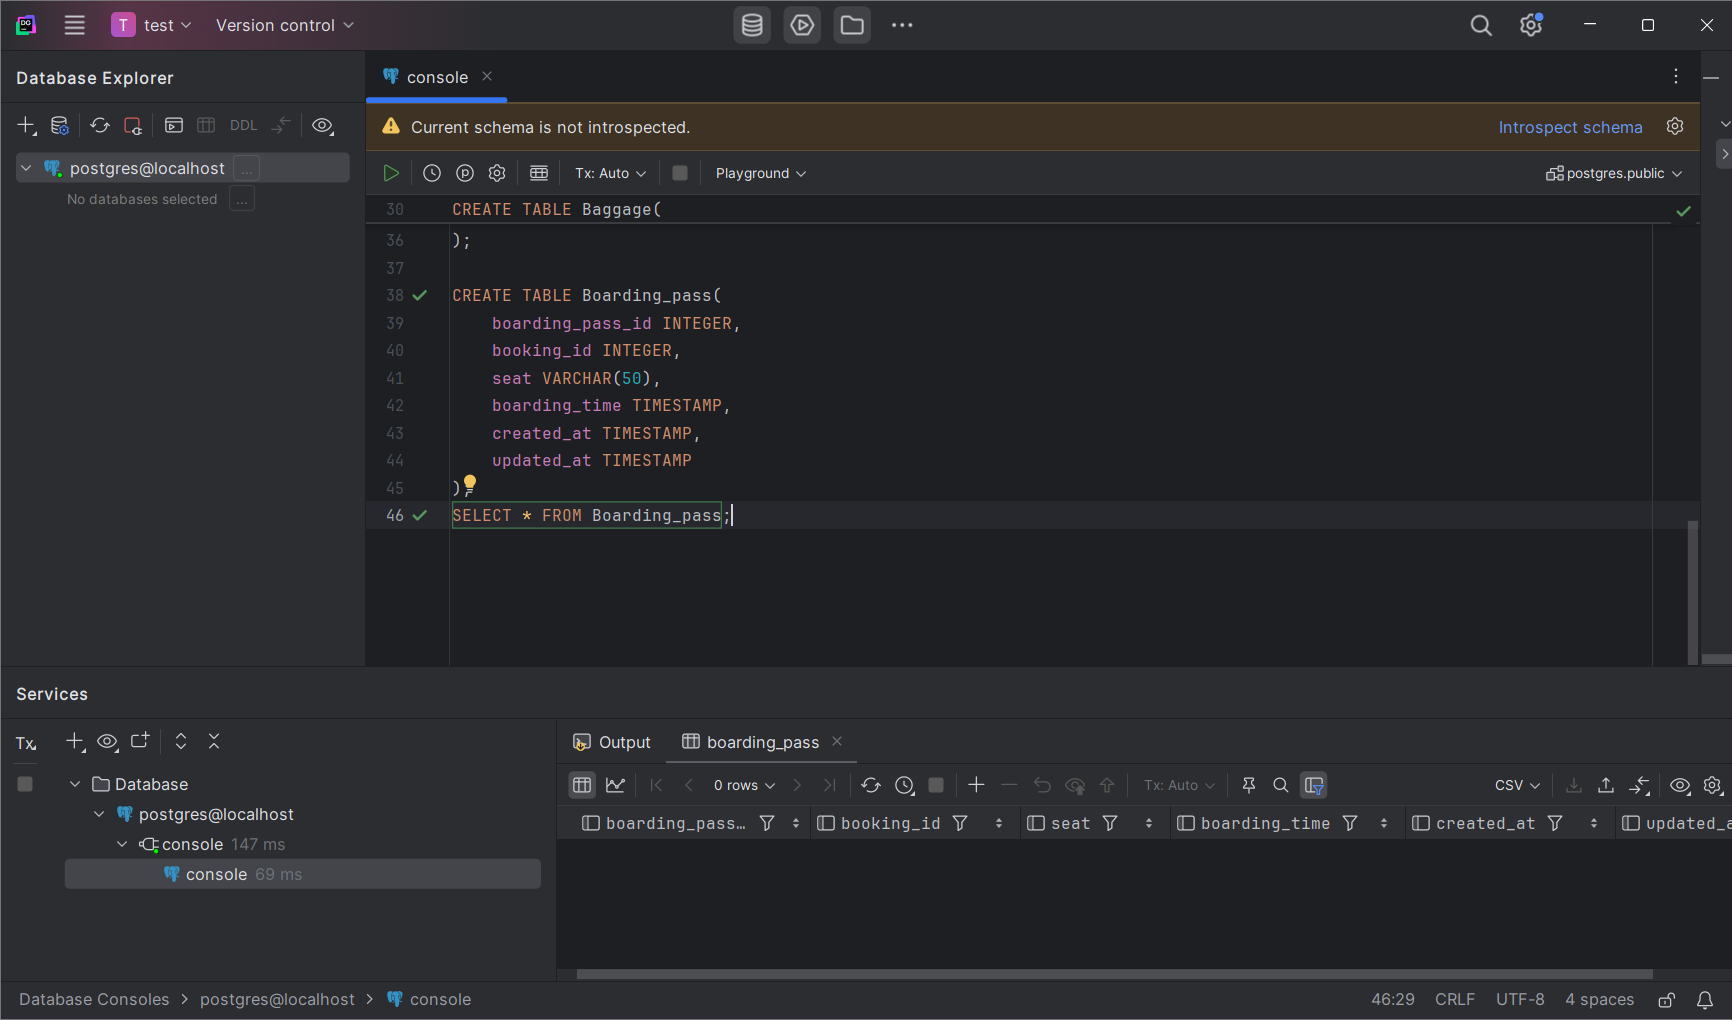 DG
T
test
Version control
Database Explorer
console
DDL
Current schema is not introspected.
Introspect schema
postgres@localhost
...
No databases selected
...
Tx: Auto
Playground
postgres.public
30 CREATE TABLE Baggage(
36 );
37
38 CREATE TABLE Boarding_pass(
39 boarding_pass_id INTEGER,
40 booking_id INTEGER,
41 seat VARCHAR(50),
42 boarding_time TIMESTAMP,
43 created_at TIMESTAMP,
44 updated_at TIMESTAMP
45 );
46 SELECT * FROM Boarding_pass;
Services
Tx
Database
postgres@localhost
console 147 ms
console 69 ms
Output
boarding_pass
0 rows
Tx: Auto
CSV
boarding_pass…
booking_id
seat
boarding_time
created_at
updated_a
Database Consoles
postgres@localhost
console
46:29
CRLF
UTF-8
4 spaces